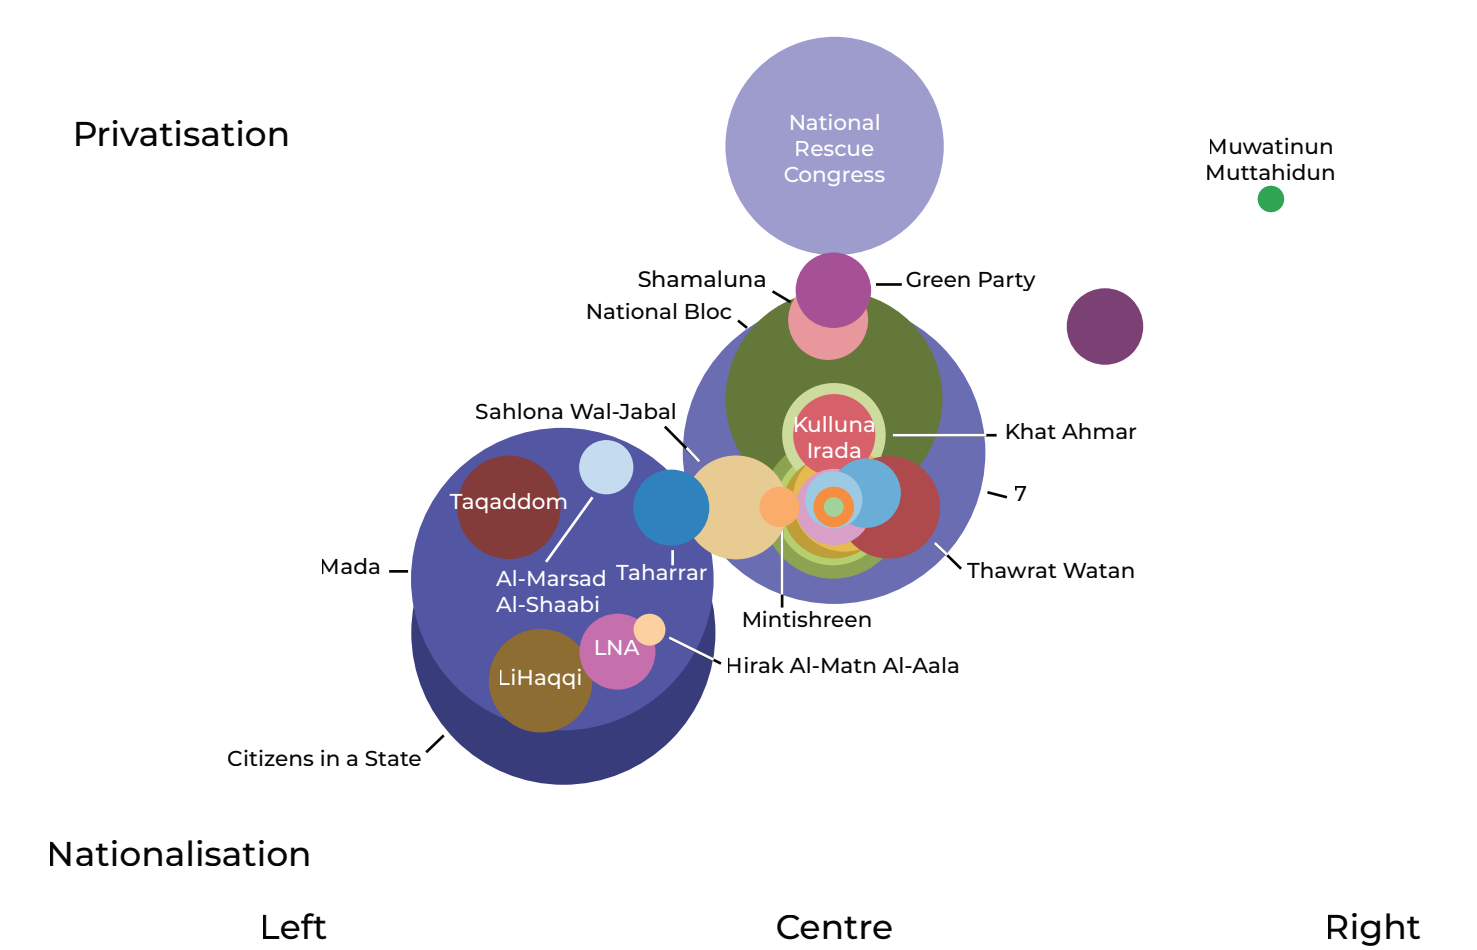 Privatisation
National
Rescue
Congress
Muwatinun
Muttahidun
Shamaluna
Green Party
National Bloc
Sahlona Wal-Jabal
Kulluna
Irada
Khat Ahmar
Taqaddom
7
Mada
Al-Marsad
Al-Shaabi
Taharrar
Thawrat Watan
Mintishreen
LNA
Hirak Al-Matn Al-Aala
LiHaqqi
Citizens in a State
Nationalisation
Left
Centre
Right